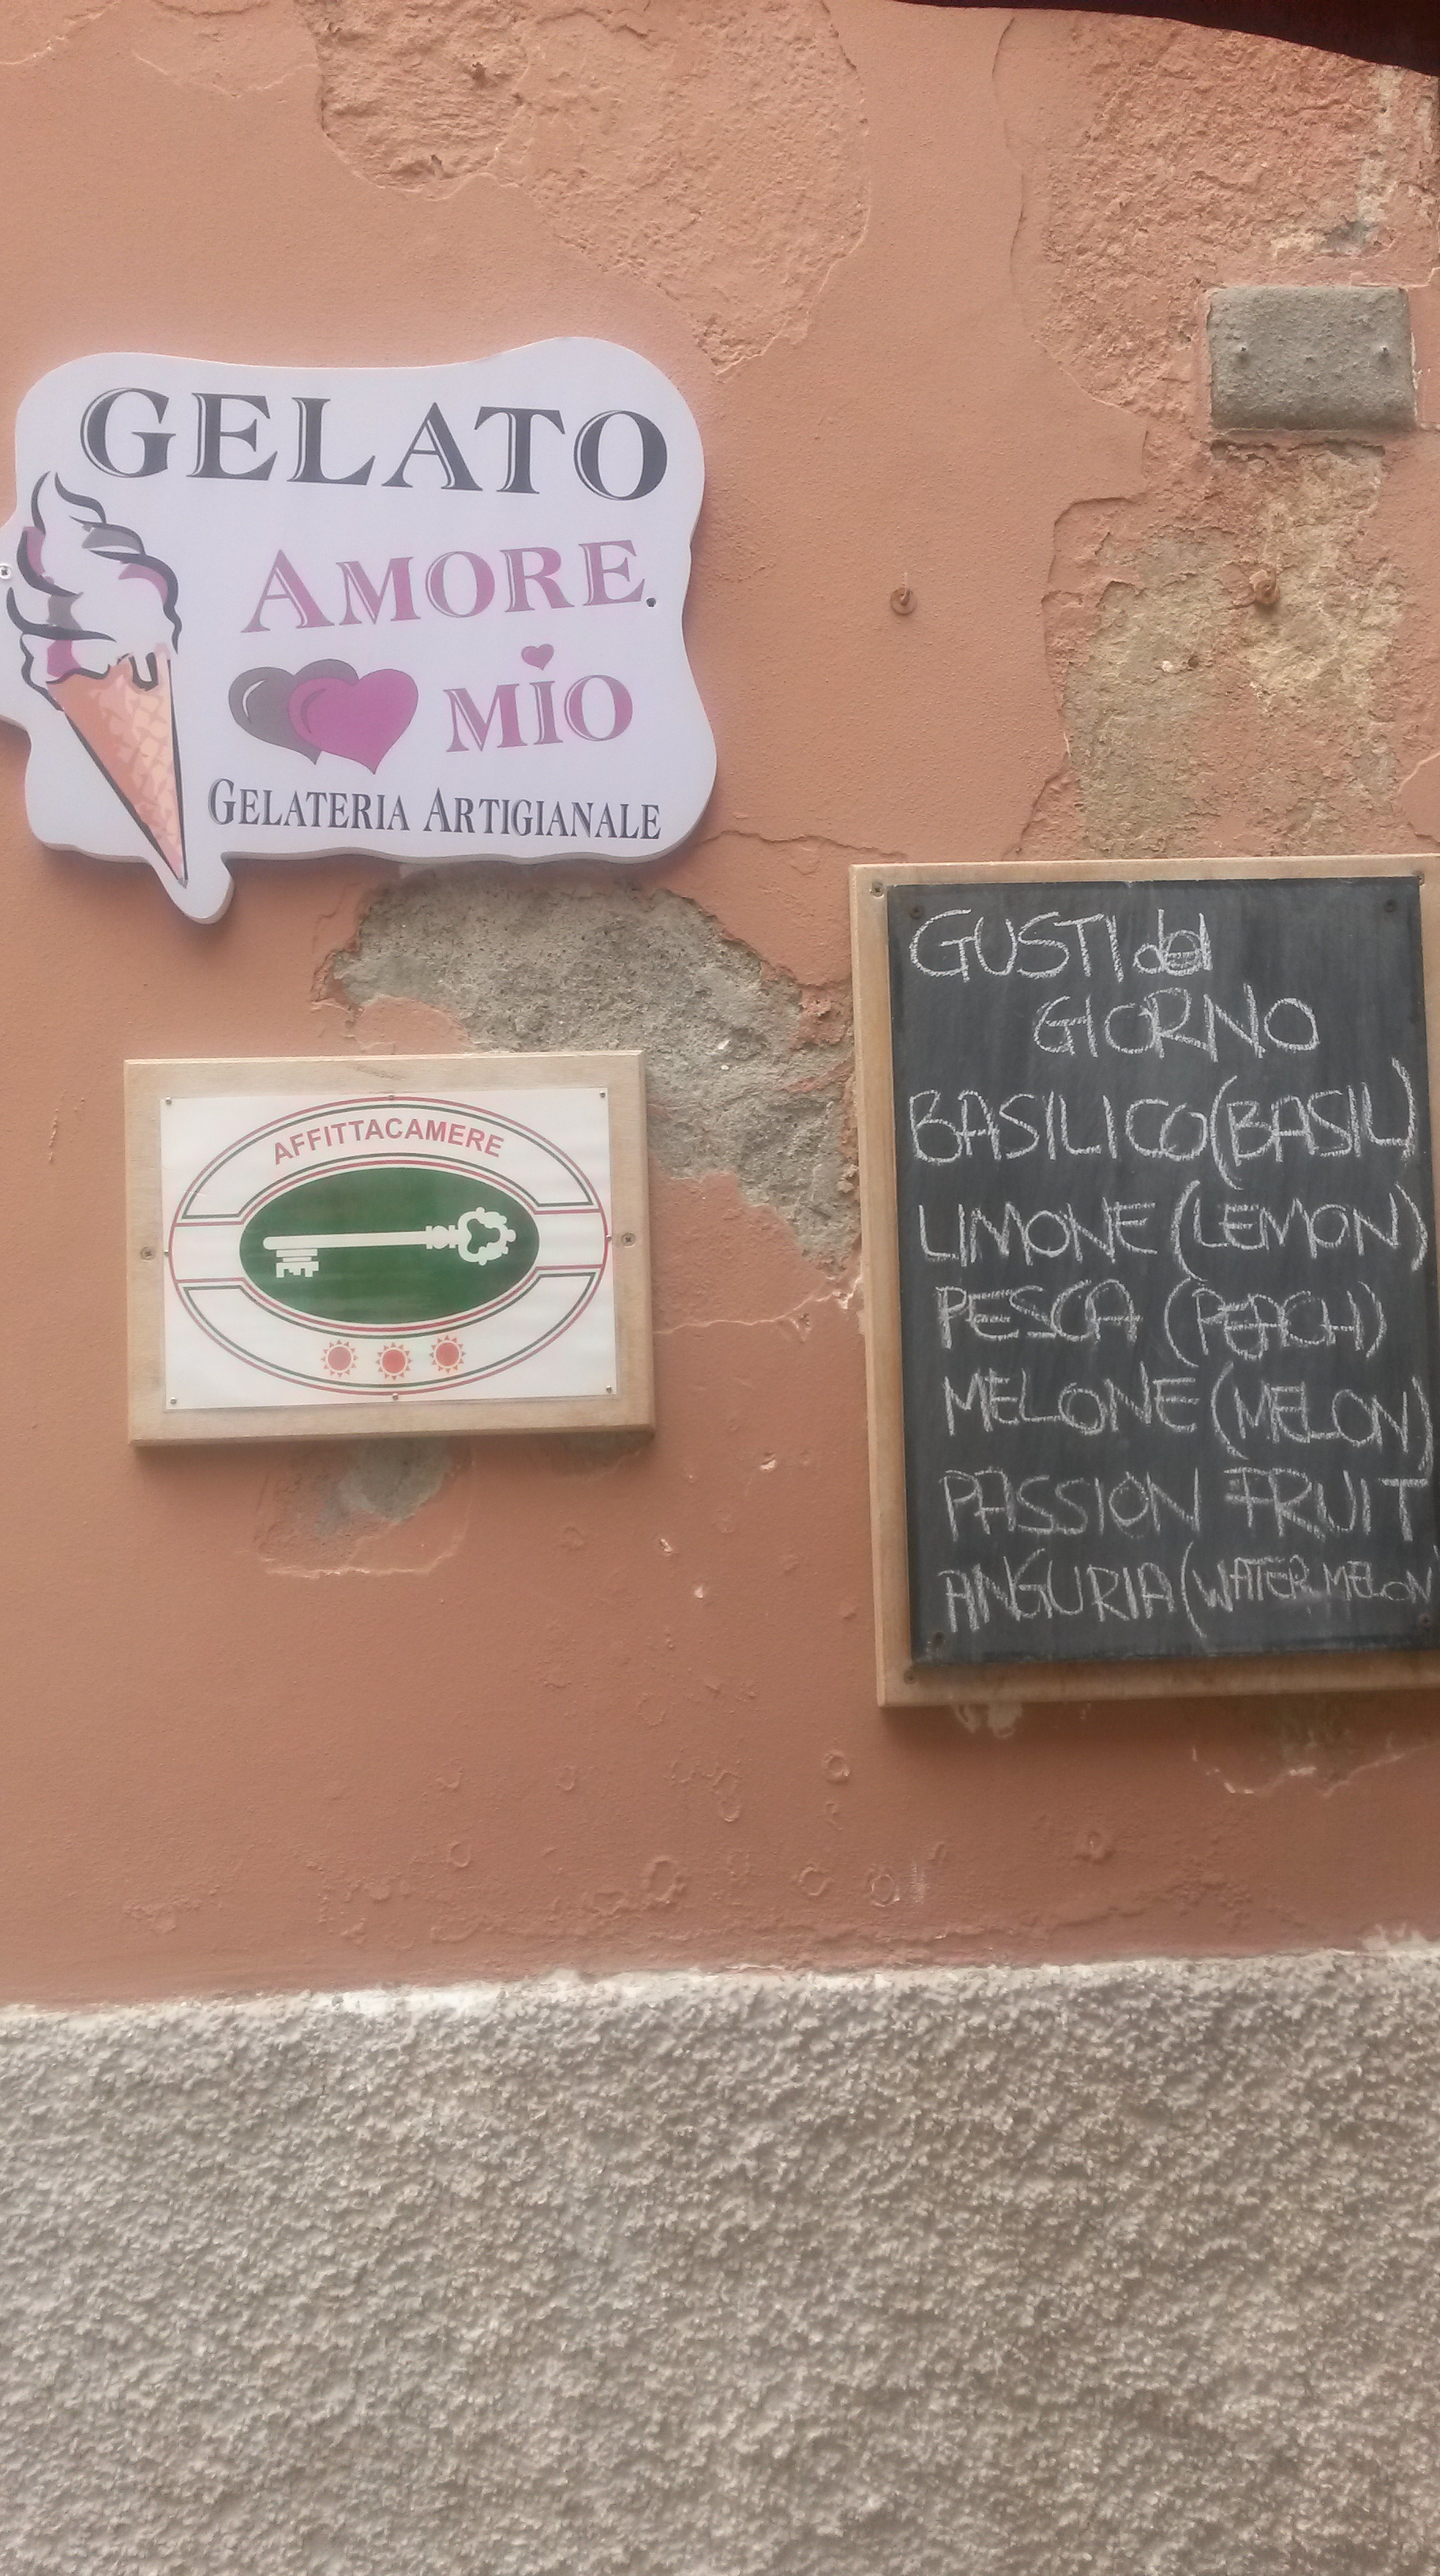 GELATO
AMORE
MIO
GELATERIA ARTIGIANALE
AFFITTACAMERE
GUSTI del
GIORNO
BASILICO (BASIL)
LIMONE (LEMON)
PESCA (PEACH)
MELONE (MELON)
PASSION FRUIT
ANGURIA (WATER MELON